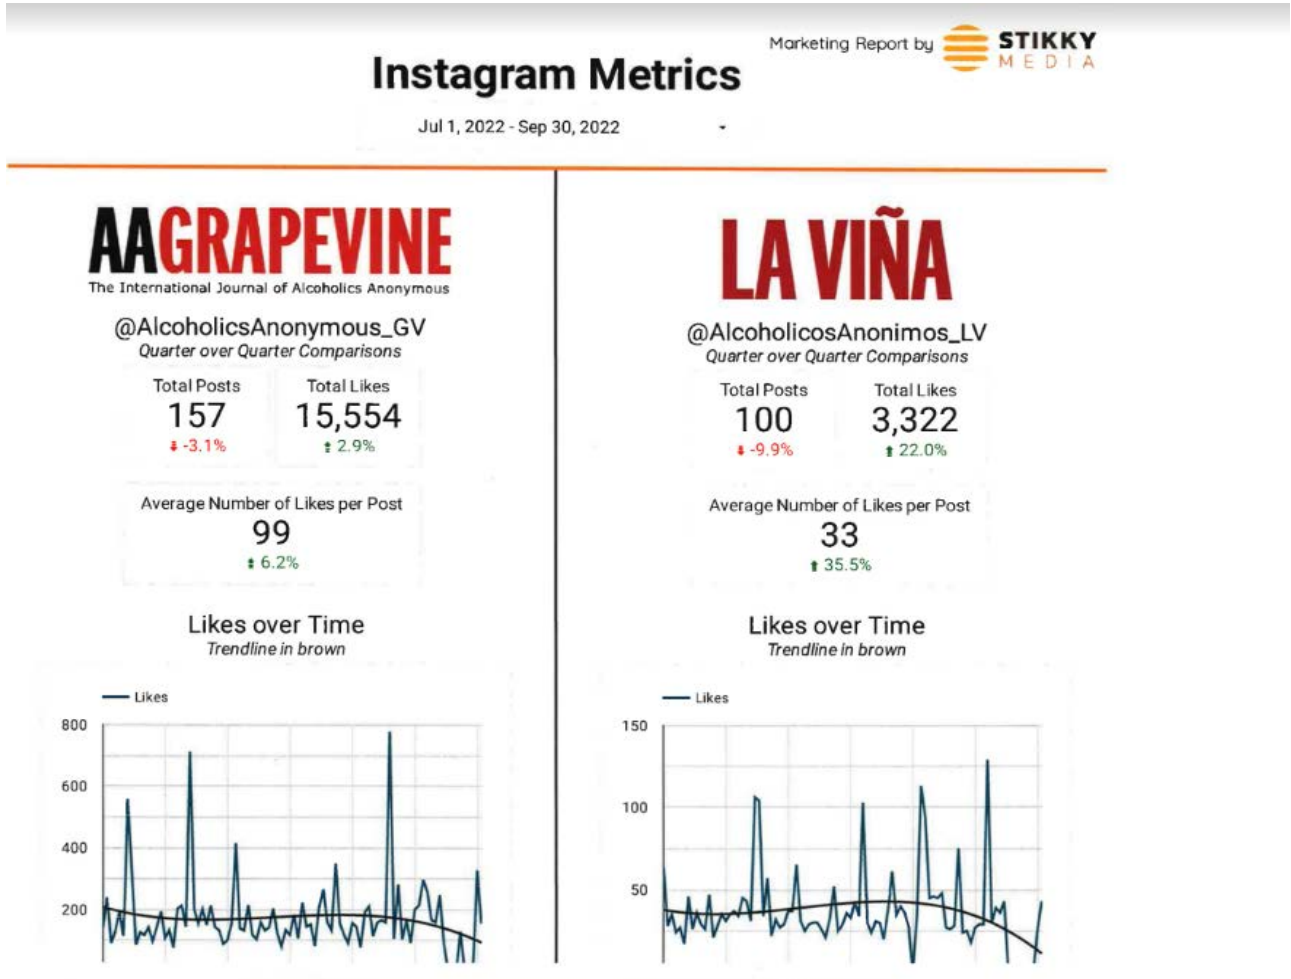 Marketing Report by
STIKKY
MEDIA
Instagram Metrics
Jul 1, 2022 - Sep 30, 2022
AAGRAPEVINE
The International Journal of Alcoholics Anonymous
@AlcoholicsAnonymous_GV
Quarter over Quarter Comparisons
Total Posts
157
-3.1%
Total Likes
15,554
2.9%
Average Number of Likes per Post
99
6.2%
Likes over Time
Trendline in brown
Likes
800
600
400
200
LA VIÑA
@AlcoholicosAnonimos_LV
Quarter over Quarter Comparisons
Total Posts
100
-9.9%
Total Likes
3,322
22.0%
Average Number of Likes per Post
33
35.5%
Likes over Time
Trendline in brown
Likes
150
100
50